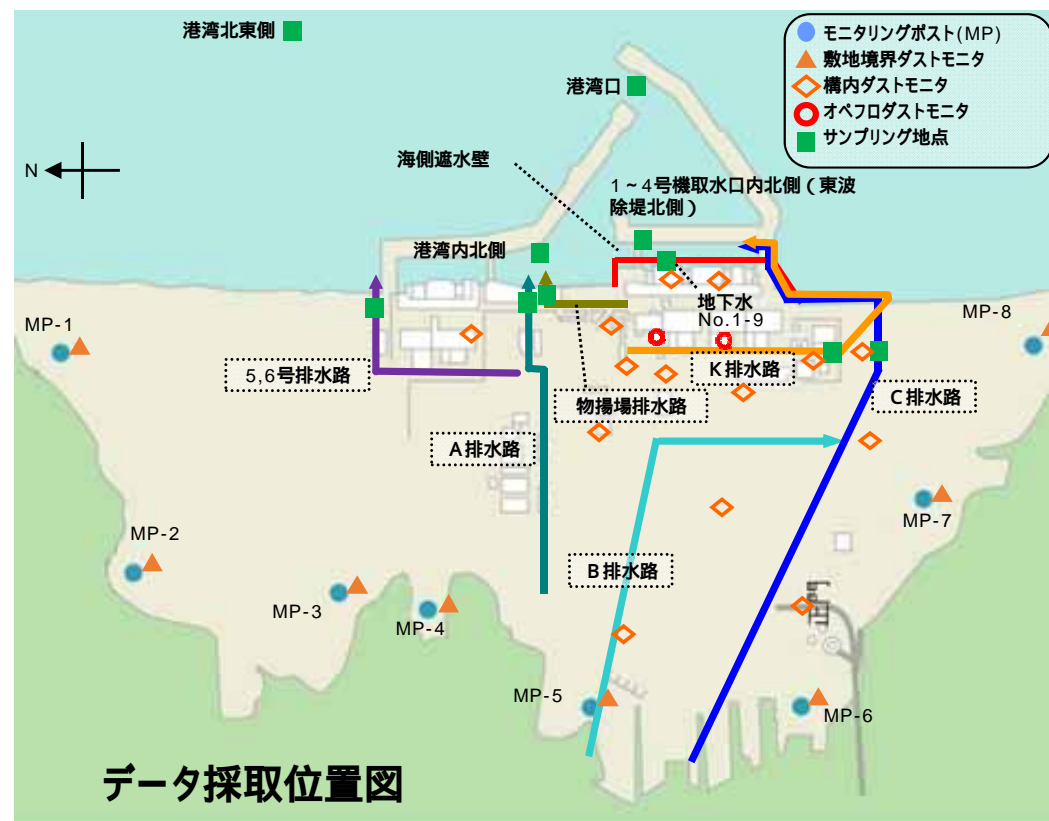 港湾北東側
モニタリングポスト(MP)
敷地境界ダストモニタ
構内ダストモニタ
オペフロダストモニタ
サンプリング地点
港湾口
N
海側遮水壁
1~4号機取水口内北側(東波
除堤北側)
港湾内北側
地下水
No.1-9
MP-1
MP-8
5,6号排水路
K排水路
物揚場排水路
C排水路
A排水路
MP-7
MP-2
B排水路
MP-3
MP-4
正門
MP-5
MP-6
データ採取位置図